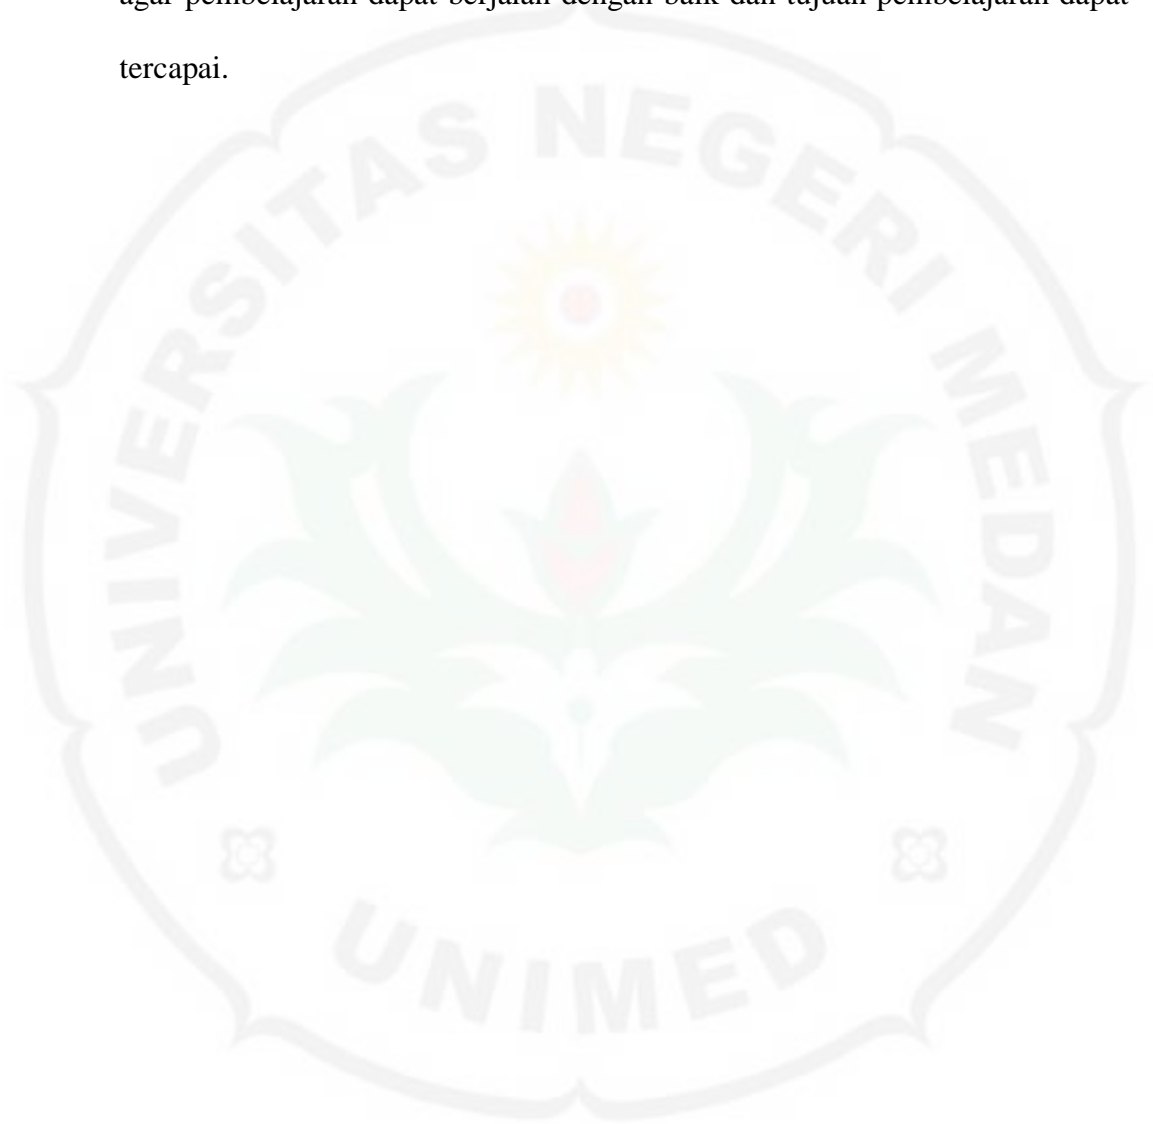 agar pembelajaran dapat berjalan dengan baik dan tujuan pembelajaran dapat
tercapai.
UNIVERSITAS NEGERI MEDAN
UNIMED